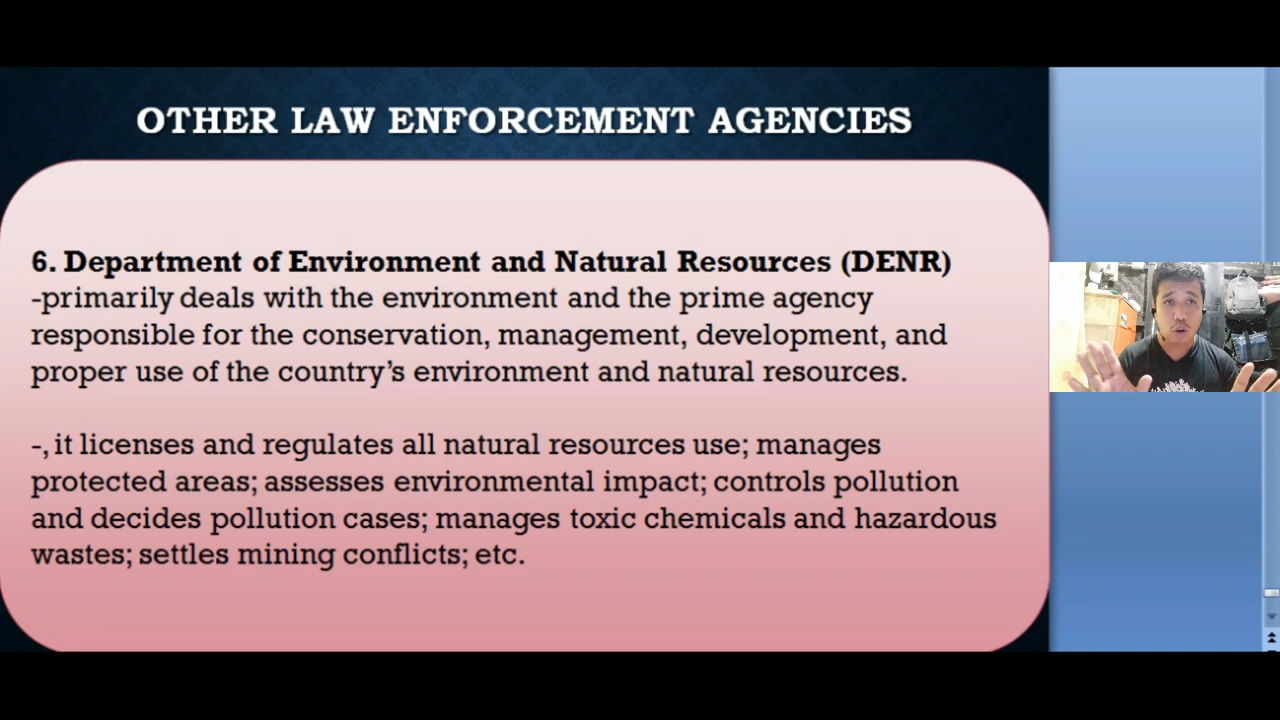 OTHER LAW ENFORCEMENT AGENCIES
6. Department of Environment and Natural Resources (DENR)
-primarily deals with the environment and the prime agency
responsible for the conservation, management, development, and
proper use of the country’s environment and natural resources.
-, it licenses and regulates all natural resources use; manages
protected areas; assesses environmental impact; controls pollution
and decides pollution cases; manages toxic chemicals and hazardous
wastes; settles mining conflicts; etc.